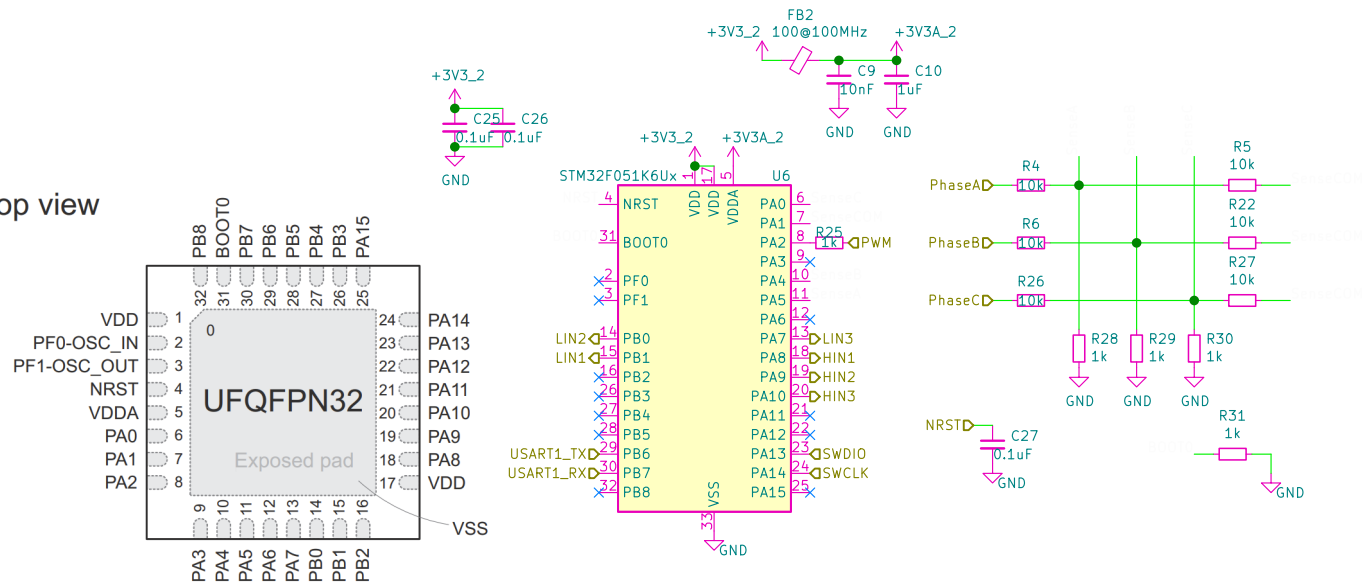 FB2
+3V3_2 100@100MHz +3V3A_2
C9 C10
10nF 1uF
GND GND
+3V3_2
C25 C26
0.1uF 0.1uF
GND
+3V3_2 +3V3A_2
STM32F051K6Ux U6
1 17 5
VDD VDD VDDA
4 NRST
31 BOOT0
2 PF0
3 PF1
LIN2 14 PB0
LIN1 15 PB1
16 PB2
26 PB3
27 PB4
28 PB5
USART1_TX 29 PB6
USART1_RX 30 PB7
32 PB8
PA0 6
PA1 7
PA2 8 R25 1k PWM
PA3 9
PA4 10
PA5 11
PA6 12
PA7 13 LIN3
PA8 18 HIN1
PA9 19 HIN2
PA10 20 HIN3
PA11 21
PA12 22
PA13 23 SWDIO
PA14 24 SWCLK
PA15 25
VSS
33
GND
PhaseA R4 10k R5 10k
PhaseB R6 10k R22 10k
PhaseC R26 10k R27 10k
R28 R29 R30
1k 1k 1k
GND GND GND
NRST
C27
0.1uF
GND
R31
1k
GND
op view
PB8 BOOT0 PB7 PB6 PB5 PB4 PB3 PA15
32 31 30 29 28 27 26 25
0
VDD 1
PF0-OSC_IN 2
PF1-OSC_OUT 3
NRST 4
VDDA 5
PA0 6
PA1 7
PA2 8
UFQFPN32
Exposed pad
24 PA14
23 PA13
22 PA12
21 PA11
20 PA10
19 PA9
18 PA8
17 VDD
VSS
9 10 11 12 13 14 15 16
PA3 PA4 PA5 PA6 PA7 PB0 PB1 PB2